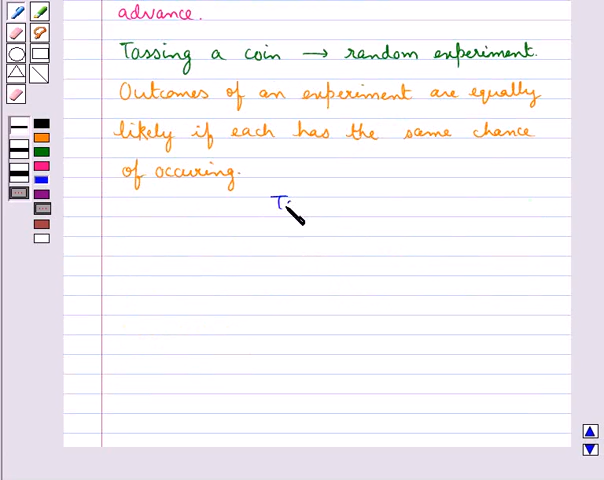 advance.
Tossing a coin → random experiment.
Outcomes of an experiment are equally
likely if each has the same chance
of occuring.
T